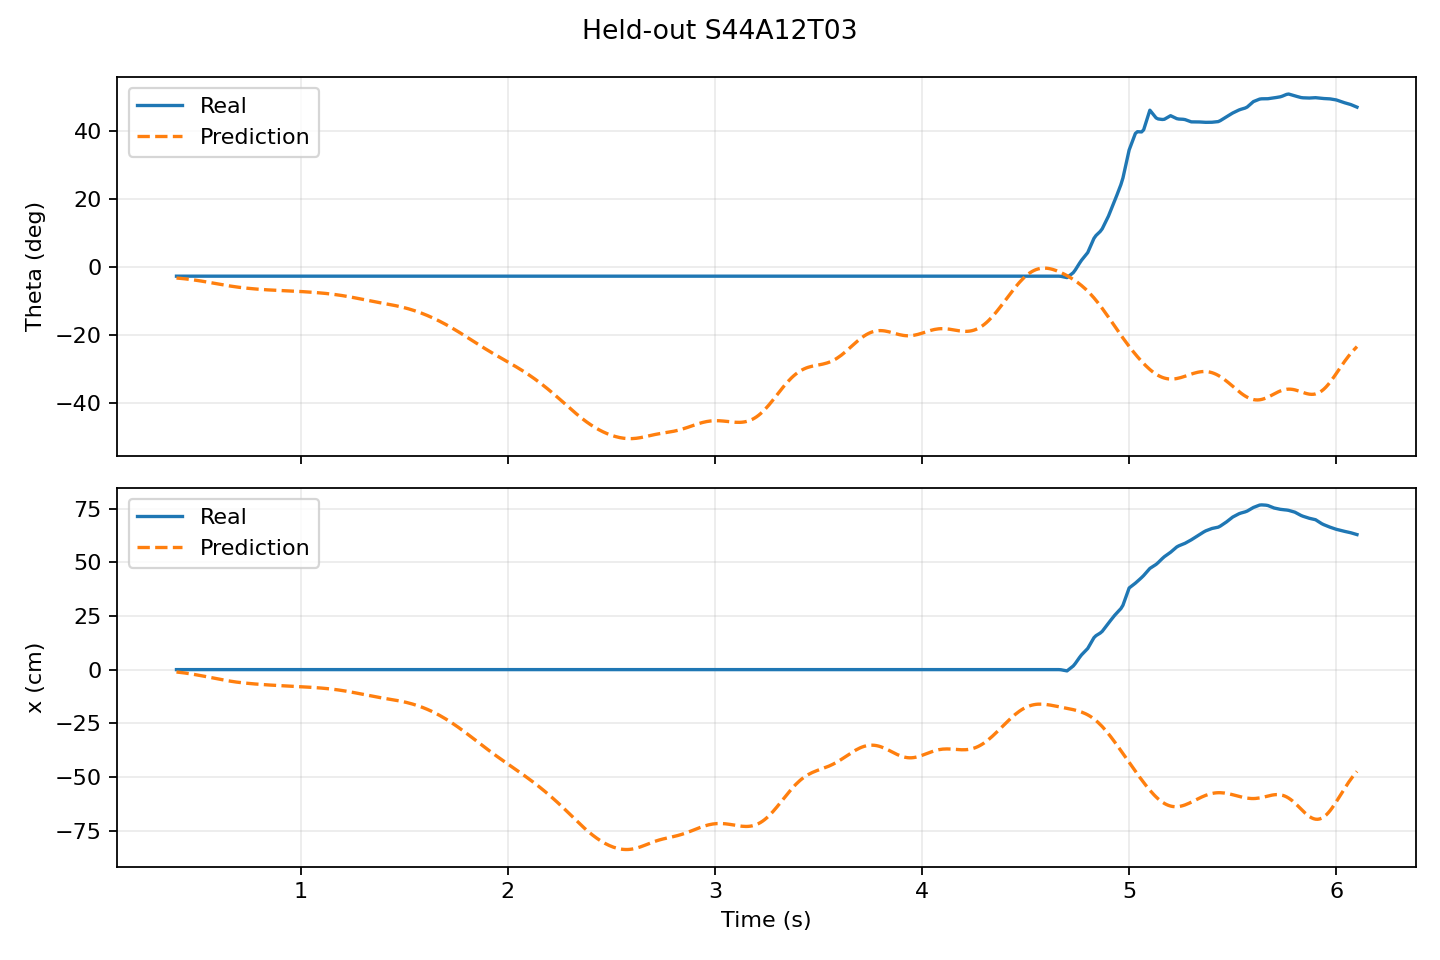 Held-out S44A12T03
Real
Prediction
Theta (deg)
40
20
0
−20
−40
Real
Prediction
x (cm)
75
50
25
0
−25
−50
−75
1 2 3 4 5 6
Time (s)